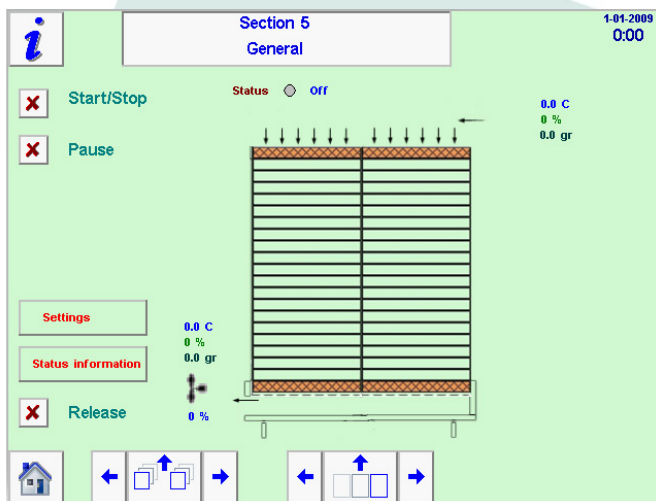 i
Section 5
General
1-01-2009
0:00
Start/Stop
Status Off
Pause
0.0 C
0 %
0.0 gr
Settings
Status information
0.0 C
0 %
0.0 gr
Release
0 %